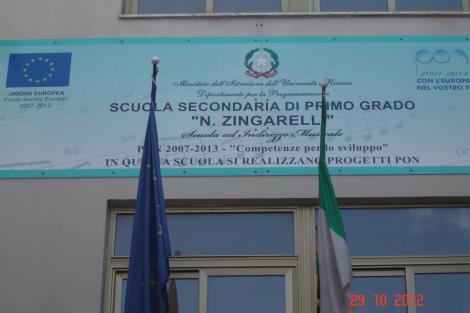 UNIONE EUROPEA
Fondo Sociale Europeo
2007-2013
Ministero dell'Istruzione dell'Università e Ricerca
Dipartimento per la Programmazione
SCUOLA SECONDARIA DI PRIMO GRADO
"N. ZINGARELLI"
Scuola ad Indirizzo Musicale
PON 2007-2013 - "Competenze per lo sviluppo"
IN QUESTA SCUOLA SI REALIZZANO PROGETTI PON
2007-2013
CON L'EUROPA
NEL VOSTRO F
29 10 2012